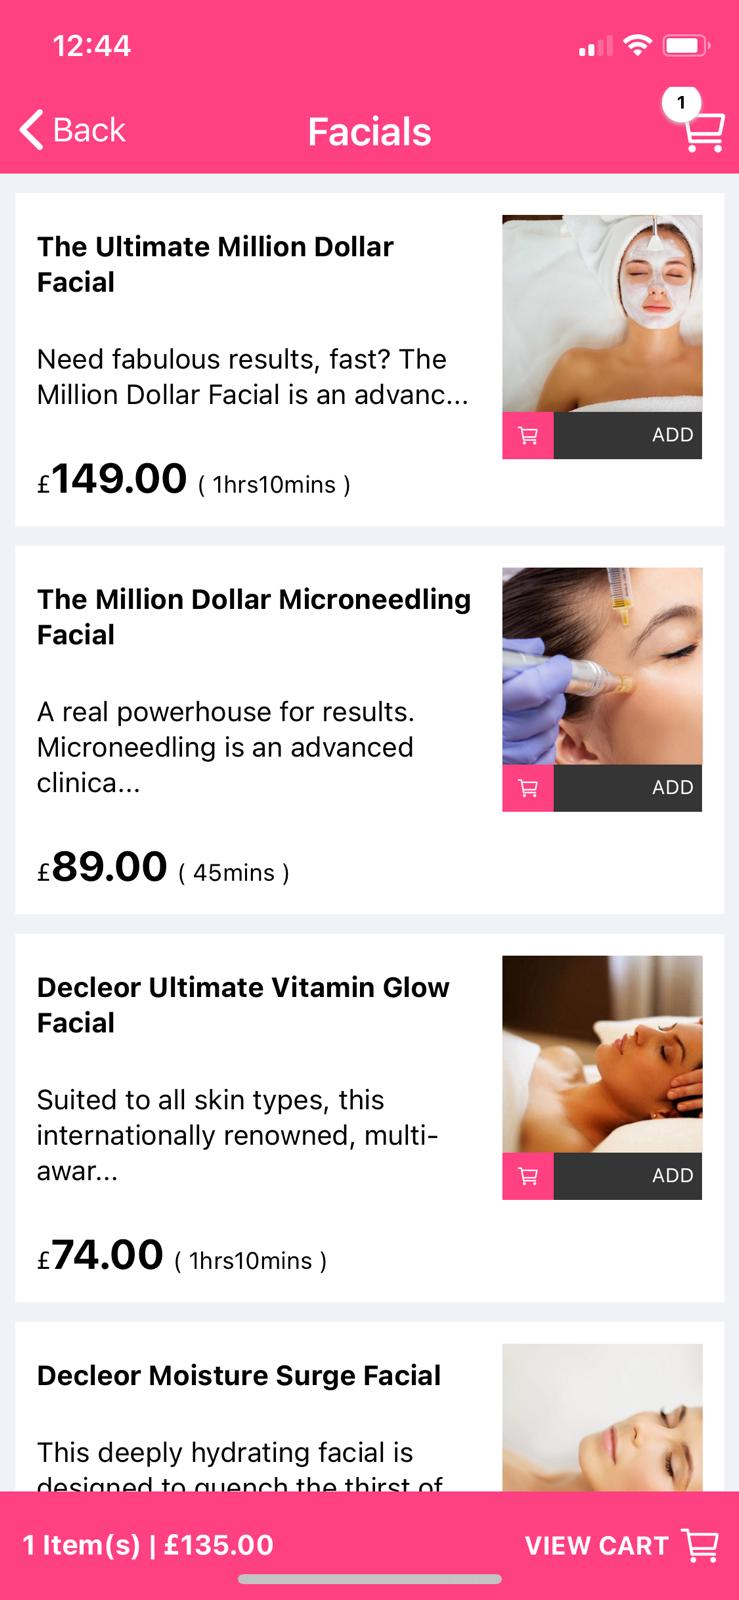 12:44
Back
Facials
1
The Ultimate Million Dollar
Facial
Need fabulous results, fast? The
Million Dollar Facial is an advanc...
£149.00 ( 1hrs10mins )
ADD
The Million Dollar Microneedling
Facial
A real powerhouse for results.
Microneedling is an advanced
clinica...
£89.00 ( 45mins )
ADD
Decleor Ultimate Vitamin Glow
Facial
Suited to all skin types, this
internationally renowned, multi-
awar...
£74.00 ( 1hrs10mins )
ADD
Decleor Moisture Surge Facial
This deeply hydrating facial is
designed to quench the thirst of
1 Item(s) | £135.00
VIEW CART